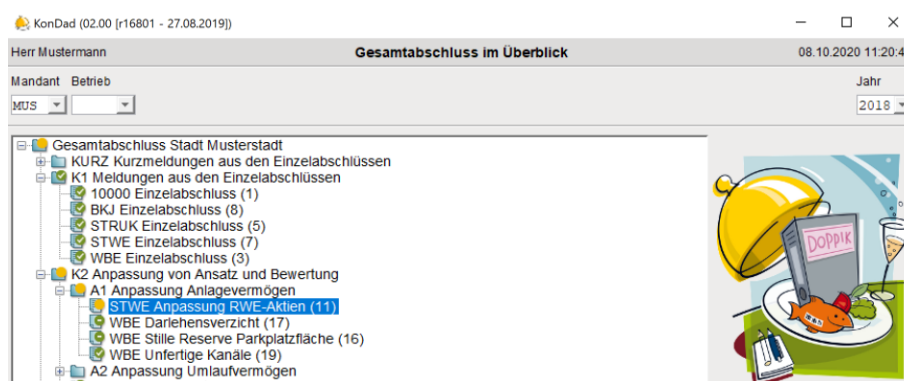 KonDad (02.00 [r16801 - 27.08.2019])
Herr Mustermann Gesamtabschluss im Überblick 08.10.2020 11:20:4
Mandant Betrieb Jahr
MUS 2018
Gesamtabschluss Stadt Musterstadt
KURZ Kurzmeldungen aus den Einzelabschlüssen
K1 Meldungen aus den Einzelabschlüssen
10000 Einzelabschluss (1)
BKJ Einzelabschluss (8)
STRUK Einzelabschluss (5)
STWE Einzelabschluss (7)
WBE Einzelabschluss (3)
K2 Anpassung von Ansatz und Bewertung
A1 Anpassung Anlagevermögen
STWE Anpassung RWE-Aktien (11)
WBE Darlehensverzicht (17)
WBE Stille Reserve Parkplatzfläche (16)
WBE Unfertige Kanäle (19)
A2 Anpassung Umlaufvermögen
DOPPIK